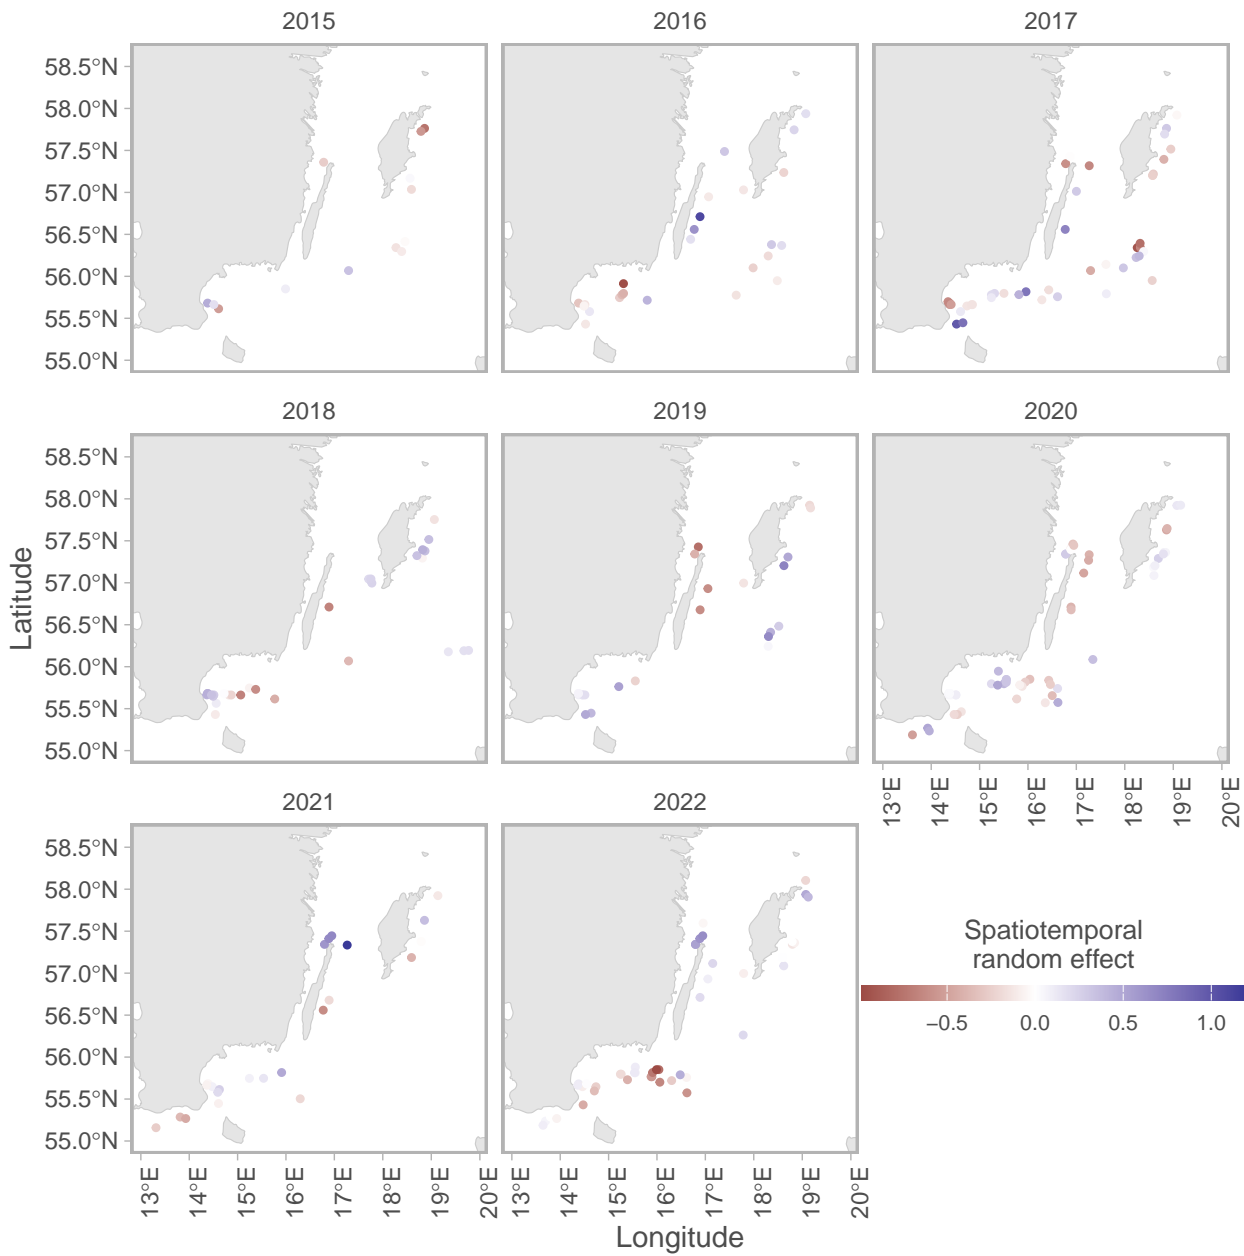 2015 2016 2017
58.5°N
58.0°N
57.5°N
57.0°N
56.5°N
56.0°N
55.5°N
55.0°N
2018 2019 2020
58.5°N
58.0°N
57.5°N
57.0°N
56.5°N
56.0°N
55.5°N
55.0°N
Latitude
13°E 14°E 15°E 16°E 17°E 18°E 19°E 20°E
2021 2022
58.5°N
58.0°N
57.5°N
57.0°N
56.5°N
56.0°N
55.5°N
55.0°N
Spatiotemporal
random effect
−0.5 0.0 0.5 1.0
13°E 14°E 15°E 16°E 17°E 18°E 19°E 20°E 13°E 14°E 15°E 16°E 17°E 18°E 19°E 20°E
Longitude